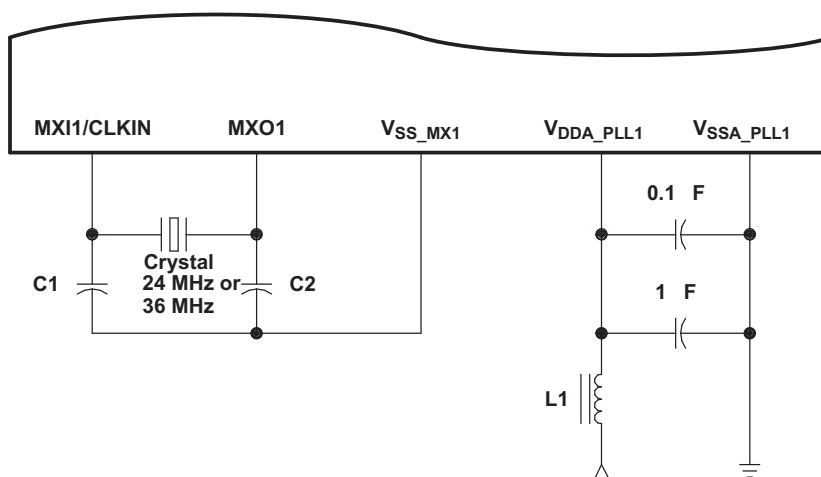 MXI1/CLKIN MXO1 VSS_MX1 VDDA_PLL1 VSSA_PLL1
0.1 F
Crystal
C1 24 MHz or C2
36 MHz
1 F
L1